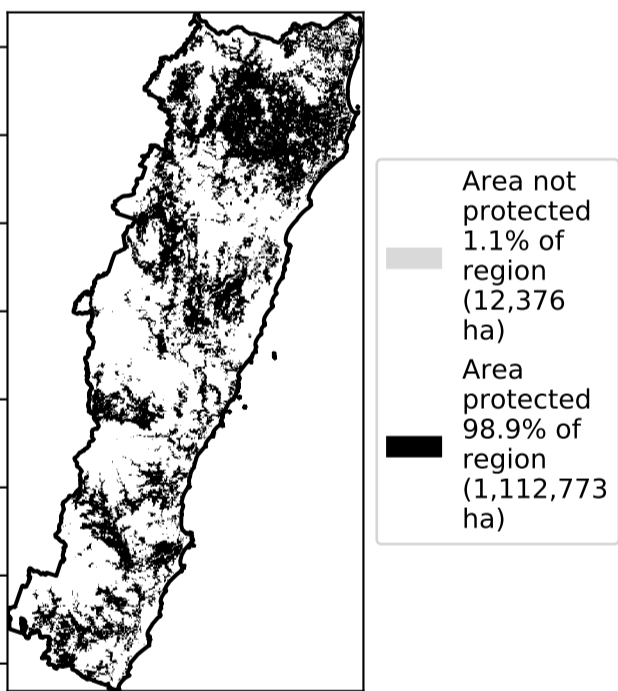 Area not
protected
1.1% of
region
(12,376
ha)
Area
protected
98.9% of
region
(1,112,773
ha)